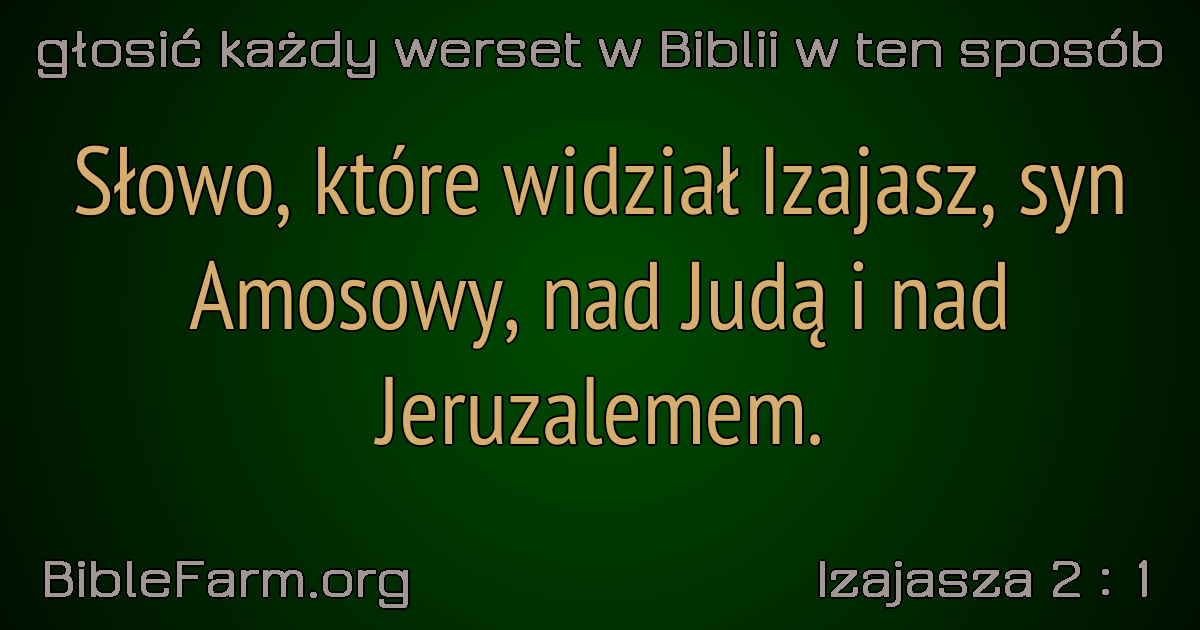 głosić każdy werset w Biblii w ten sposób
Słowo, które widział Izajasz, syn
Amosowy, nad Judą i nad
Jeruzalemem.
BibleFarm.org
Izajasza 2 : 1